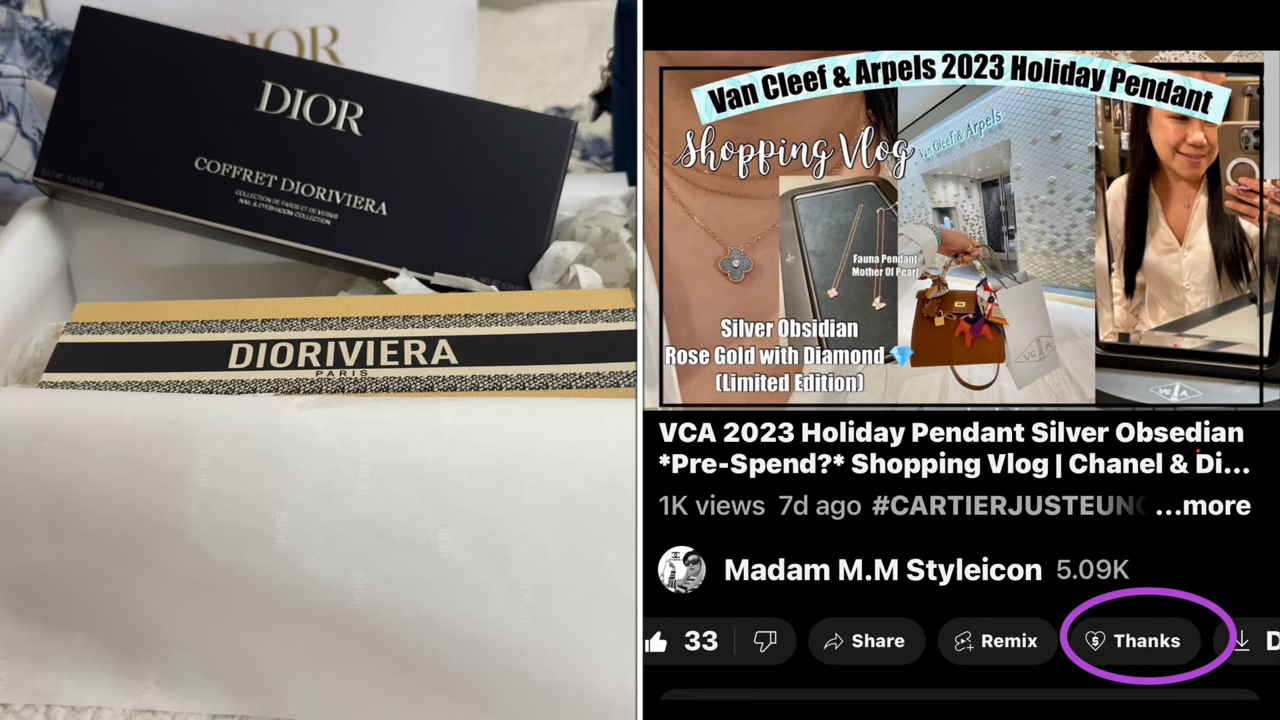 DIOR
DIOR
COFFRET DIORIVIERA
COLLECTION DE FARDS ET DE VERNIS
NAIL & EYESHADOW COLLECTION
DIORIVIERA
PARIS
Van Cleef & Arpels 2023 Holiday Pendant
Shopping Vlog
Van Cleef & Arpels
Fauna Pendant
Mother Of Pearl
Silver Obsidian
Rose Gold with Diamond 💎
(Limited Edition)
VCA 2023 Holiday Pendant Silver Obsedian
*Pre-Spend?* Shopping Vlog | Chanel & Di...
1K views 7d ago #CARTIERJUSTEUN ...more
Madam M.M Styleicon 5.09K
33 Share Remix Thanks D